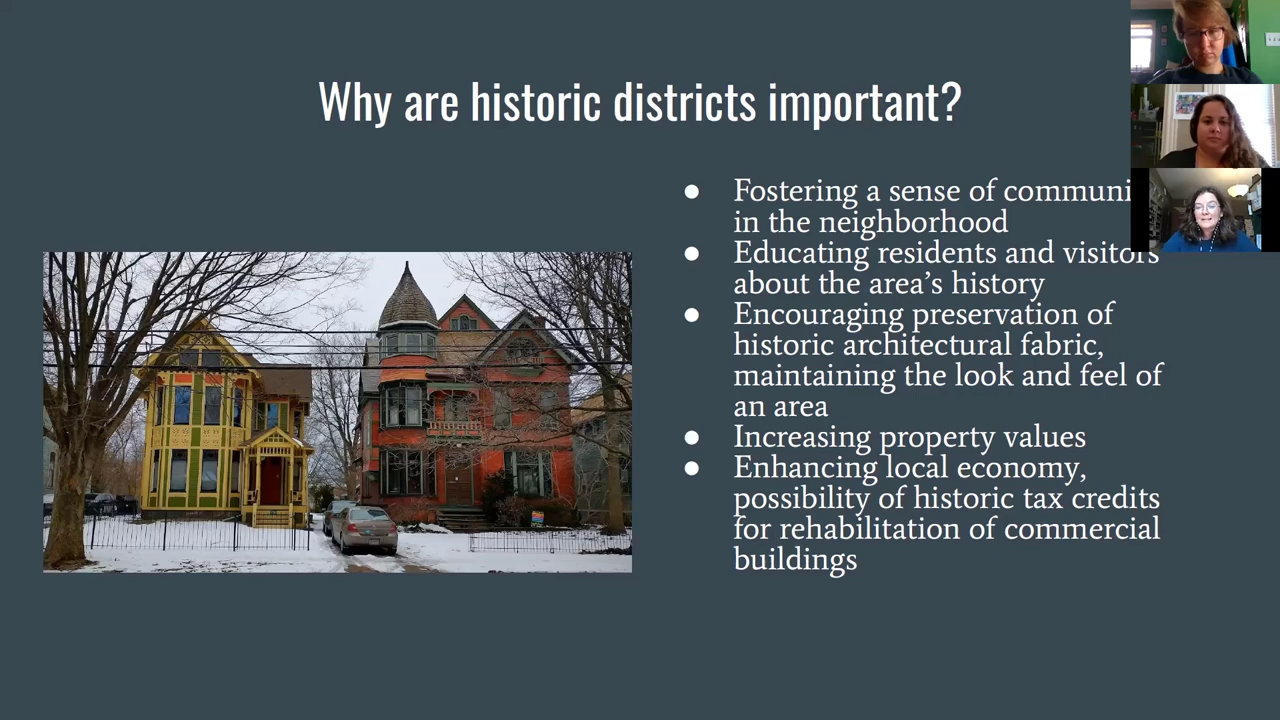 Why are historic districts important?
● Fostering a sense of communi
in the neighborhood
● Educating residents and visitors
about the area's history
● Encouraging preservation of
historic architectural fabric,
maintaining the look and feel of
an area
● Increasing property values
● Enhancing local economy,
possibility of historic tax credits
for rehabilitation of commercial
buildings